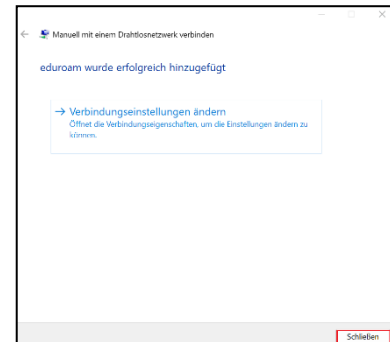 Manuell mit einem Drahtlosnetzwerk verbinden
eduroam wurde erfolgreich hinzugefügt
→ Verbindungseinstellungen ändern
Öffnet die Verbindungseigenschaften, um die Einstellungen ändern zu
können.
Schließen